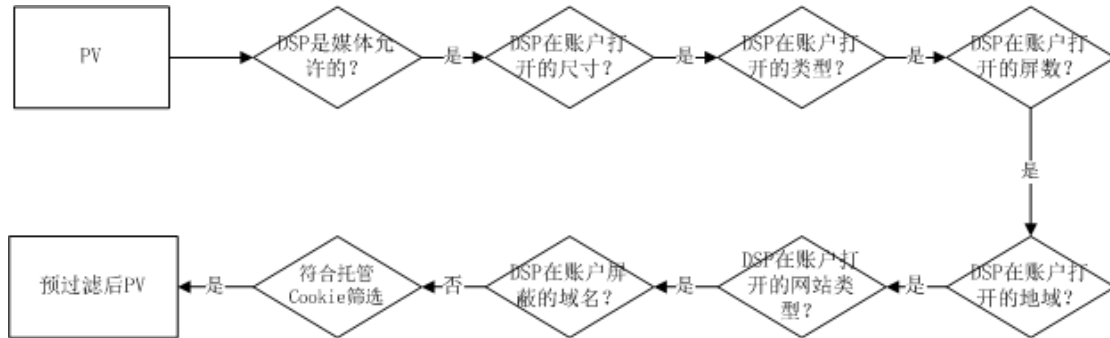 PV
DSP是媒体允
许的？
是
DSP在账户打
开的尺寸？
是
DSP在账户打
开的类型？
是
DSP在账户打
开的屏数？
是
DSP在账户打
开的地域？
是
DSP在账户打
开的网站类
型？
是
DSP在账户屏
蔽的域名？
否
符合托管
Cookie筛选
是
预过滤后PV